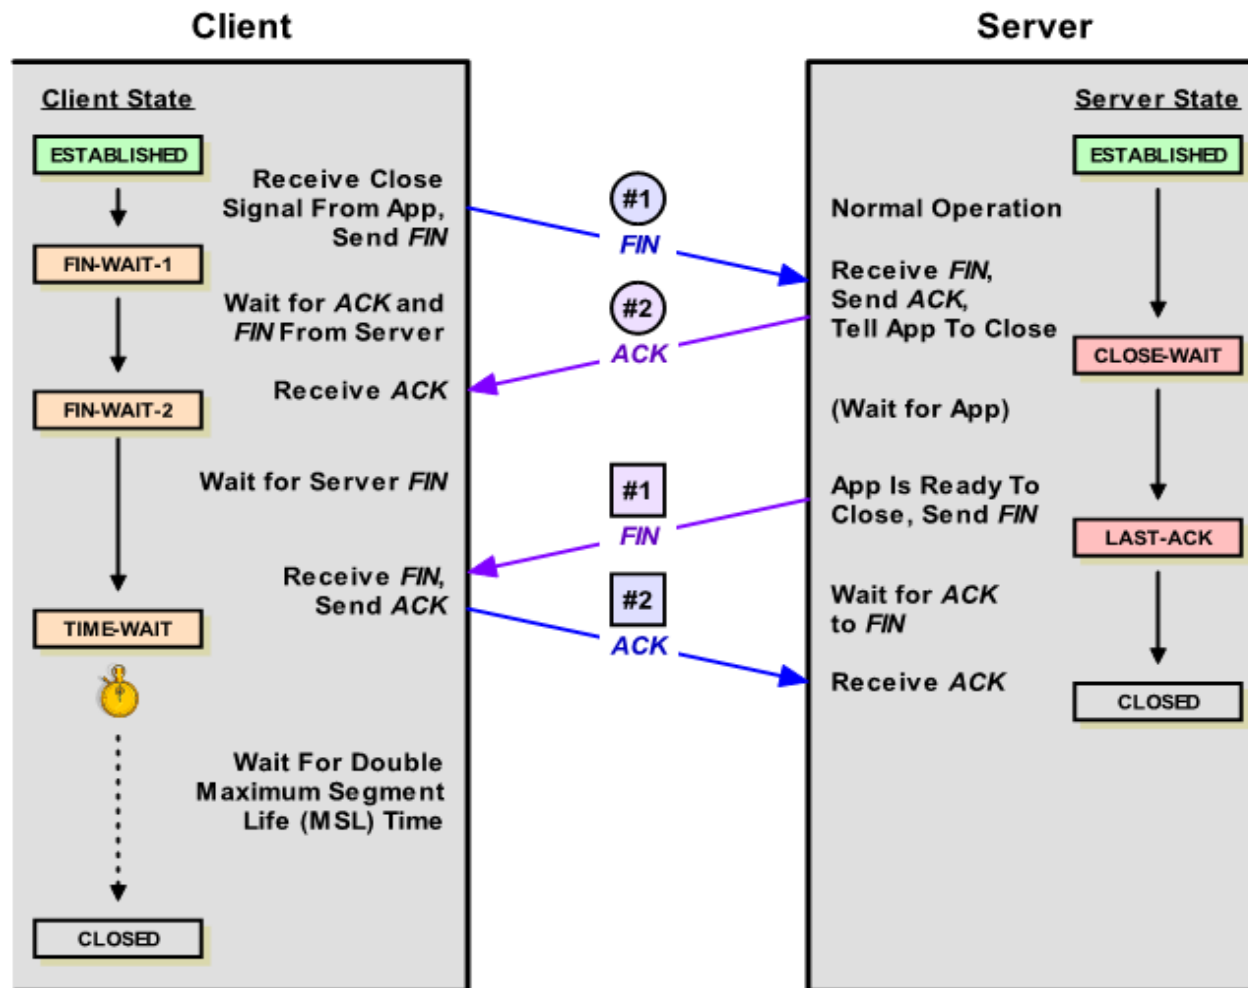 Client
Server
Client State
ESTABLISHED
Receive Close
Signal From App,
Send FIN
FIN-WAIT-1
Wait for ACK and
FIN From Server
Receive ACK
FIN-WAIT-2
Wait for Server FIN
Receive FIN,
Send ACK
TIME-WAIT
Wait For Double
Maximum Segment
Life (MSL) Time
CLOSED
#1
FIN
#2
ACK
#1
FIN
#2
ACK
Server State
ESTABLISHED
Normal Operation
Receive FIN,
Send ACK,
Tell App To Close
CLOSE-WAIT
(Wait for App)
App Is Ready To
Close, Send FIN
LAST-ACK
Wait for ACK
to FIN
Receive ACK
CLOSED